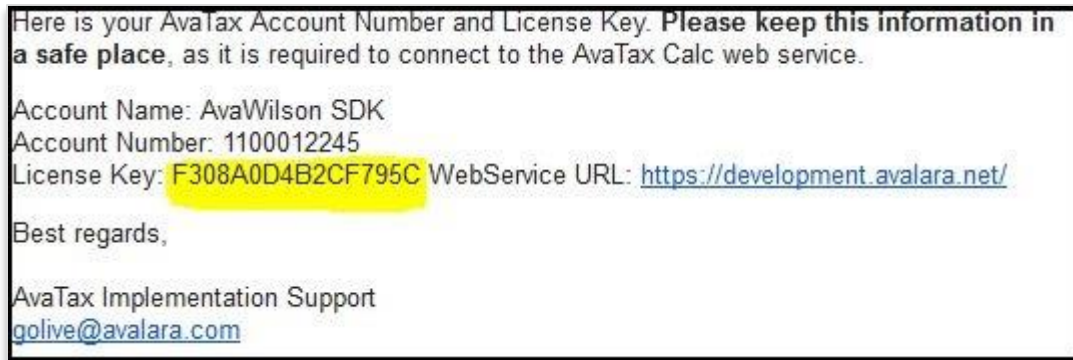 Here is your AvaTax Account Number and License Key. Please keep this information in
a safe place, as it is required to connect to the AvaTax Calc web service.
Account Name: AvaWilson SDK
Account Number: 1100012245
License Key: F308A0D4B2CF795C WebService URL: https://development.avalara.net/
Best regards,
AvaTax Implementation Support
golive@avalara.com